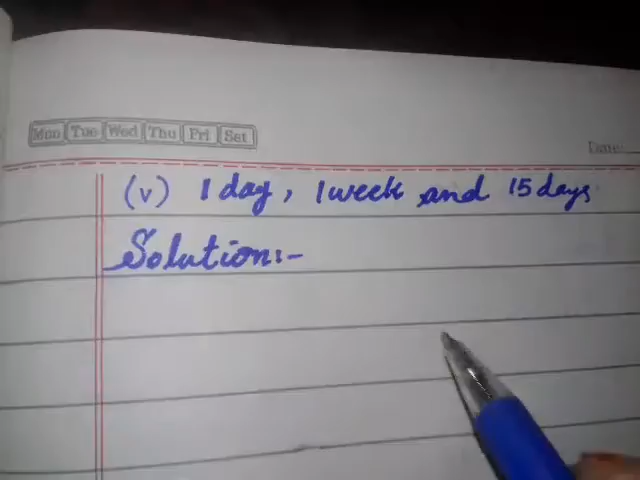 Mon Tue Wed Thu Fri Sat
Date:
(v) 1 day, 1 week and 15 days
Solution:-